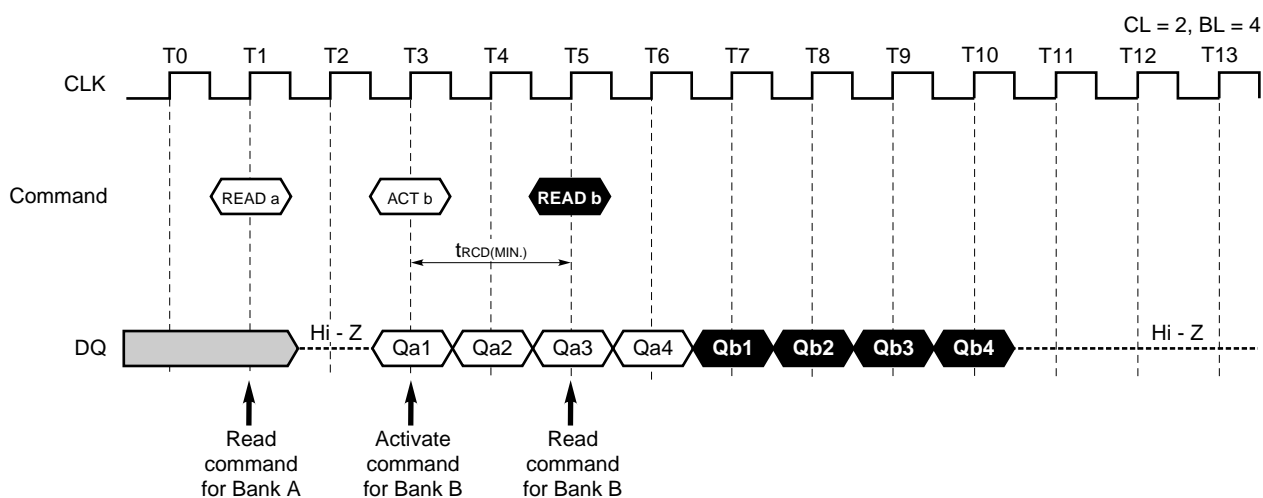 CL = 2, BL = 4
T0 T1 T2 T3 T4 T5 T6 T7 T8 T9 T10 T11 T12 T13
CLK
Command READ a ACT b READ b
tRCD(MIN.)
DQ Hi - Z Qa1 Qa2 Qa3 Qa4 Qb1 Qb2 Qb3 Qb4 Hi - Z
Read Activate Read
command command command
for Bank A for Bank B for Bank B